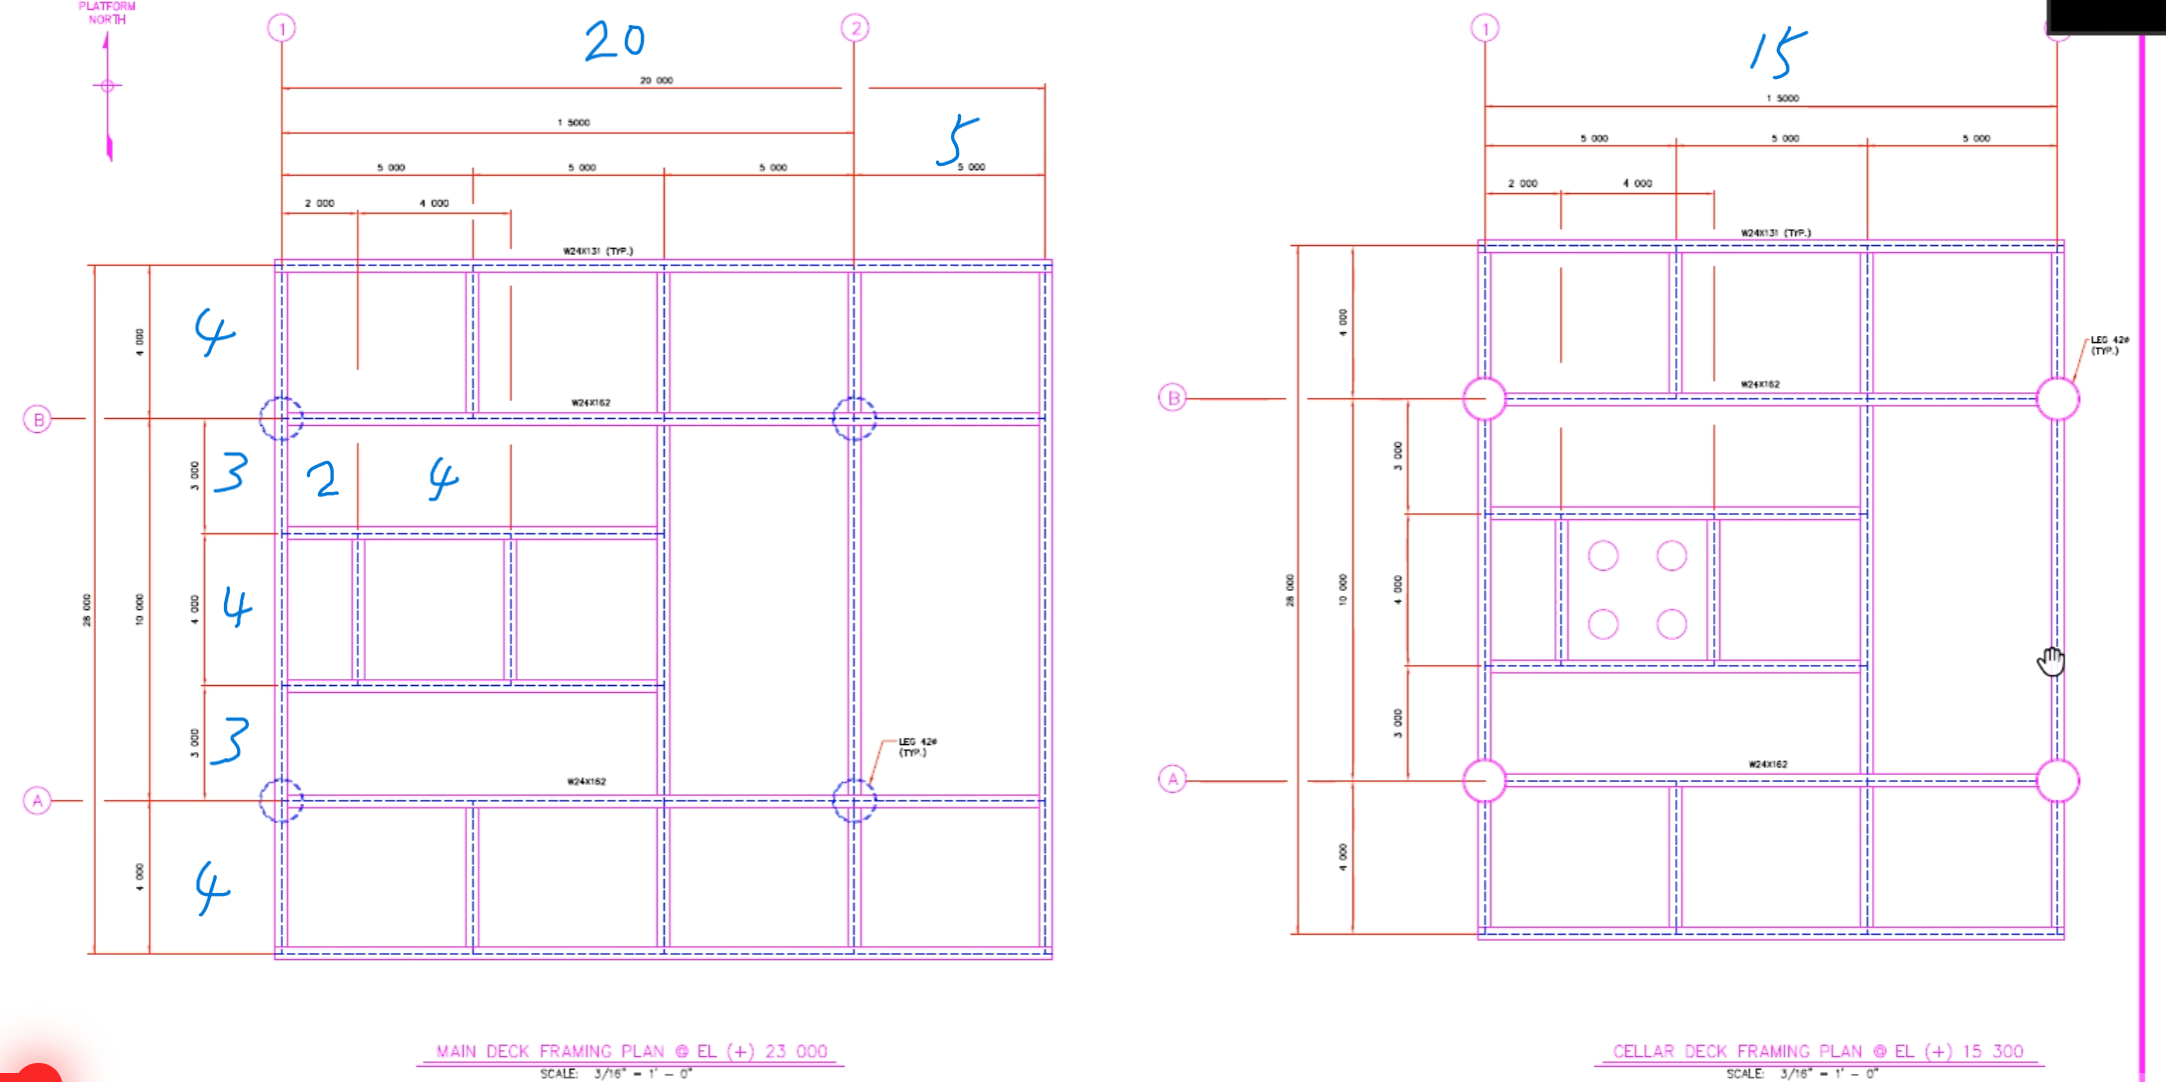 PLATFORM
NORTH
1
2
20
20 000
1 5000
5
5 000
5 000
5 000
5 000
2 000
4 000
W24X131 (TYP.)
4 000
4
W24X162
B
3 000
3
2
4
28 000
10 000
4 000
4
3 000
3
LEG 42ø
(TYP.)
W24X162
A
4 000
4
MAIN DECK FRAMING PLAN @ EL (+) 23 000
SCALE: 3/16" = 1' - 0"
1
15
1 5000
5 000
5 000
5 000
2 000
4 000
W24X131 (TYP.)
4 000
LEG 42ø
(TYP.)
W24X162
B
3 000
28 000
10 000
4 000
3 000
W24X162
A
4 000
CELLAR DECK FRAMING PLAN @ EL (+) 15 300
SCALE: 3/16" = 1' - 0"